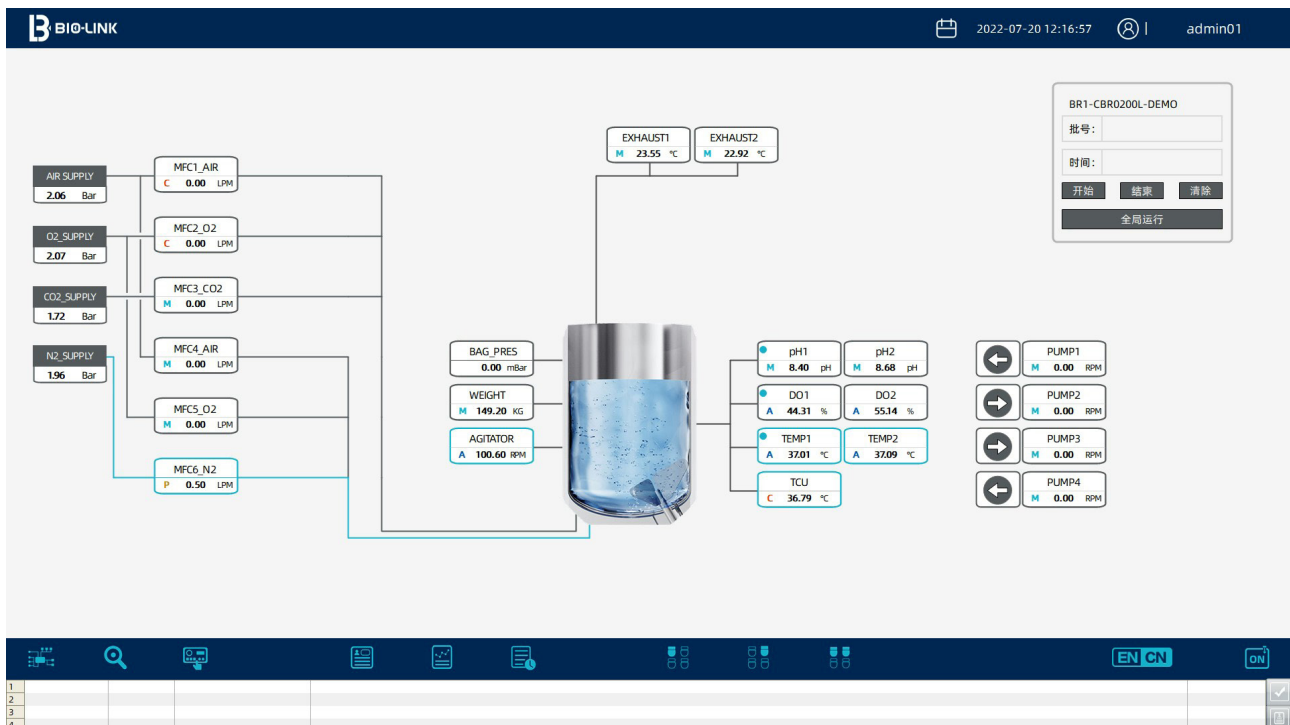 BIO-LINK
2022-07-20 12:16:57
admin01
BR1-CBR0200L-DEMO
批号：
时间：
开始 结束 清除
全局运行
EXHAUST1
M 23.55 ℃
EXHAUST2
M 22.92 ℃
AIR SUPPLY
2.06 Bar
O2_SUPPLY
2.07 Bar
CO2_SUPPLY
1.72 Bar
N2_SUPPLY
1.96 Bar
MFC1_AIR
C 0.00 LPM
MFC2_O2
C 0.00 LPM
MFC3_CO2
M 0.00 LPM
MFC4_AIR
M 0.00 LPM
MFC5_O2
M 0.00 LPM
MFC6_N2
P 0.50 LPM
BAG_PRES
0.00 mBar
WEIGHT
M 149.20 KG
AGITATOR
A 100.60 RPM
pH1
M 8.40 pH
pH2
M 8.68 pH
DO1
A 44.31 %
DO2
A 55.14 %
TEMP1
A 37.01 ℃
TEMP2
A 37.09 ℃
TCU
C 36.79 ℃
PUMP1
M 0.00 RPM
PUMP2
M 0.00 RPM
PUMP3
M 0.00 RPM
PUMP4
M 0.00 RPM
EN CN
ON
1
2
3
4